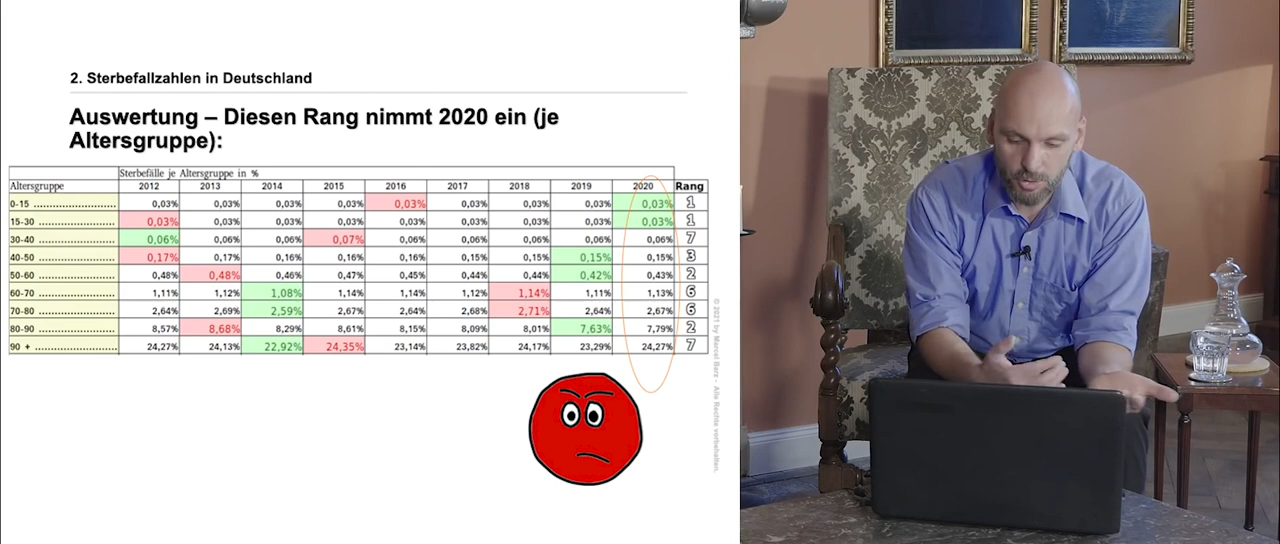 2. Sterbefallzahlen in Deutschland
Auswertung – Diesen Rang nimmt 2020 ein (je
Altersgruppe):
Sterbefälle je Altersgruppe in %
Altersgruppe 2012 2013 2014 2015 2016 2017 2018 2019 2020 Rang
0-15 .......................... 0,03% 0,03% 0,03% 0,03% 0,03% 0,03% 0,03% 0,03% 0,03% 1
15-30 ........................ 0,03% 0,03% 0,03% 0,03% 0,03% 0,03% 0,03% 0,03% 0,03% 1
30-40 ........................ 0,06% 0,06% 0,06% 0,07% 0,06% 0,06% 0,06% 0,06% 0,06% 7
40-50 ........................ 0,17% 0,17% 0,16% 0,16% 0,16% 0,15% 0,15% 0,15% 0,15% 3
50-60 ........................ 0,48% 0,48% 0,46% 0,47% 0,45% 0,44% 0,44% 0,42% 0,43% 2
60-70 ........................ 1,11% 1,12% 1,08% 1,14% 1,14% 1,12% 1,14% 1,11% 1,13% 6
70-80 ........................ 2,64% 2,69% 2,59% 2,67% 2,64% 2,68% 2,71% 2,64% 2,67% 6
80-90 ........................ 8,57% 8,68% 8,29% 8,61% 8,15% 8,09% 8,01% 7,63% 7,79% 2
90 + .......................... 24,27% 24,13% 22,92% 24,35% 23,14% 23,82% 24,17% 23,29% 24,27% 7
© 2021 by Marcel Barz - Alle Rechte vorbehalten.